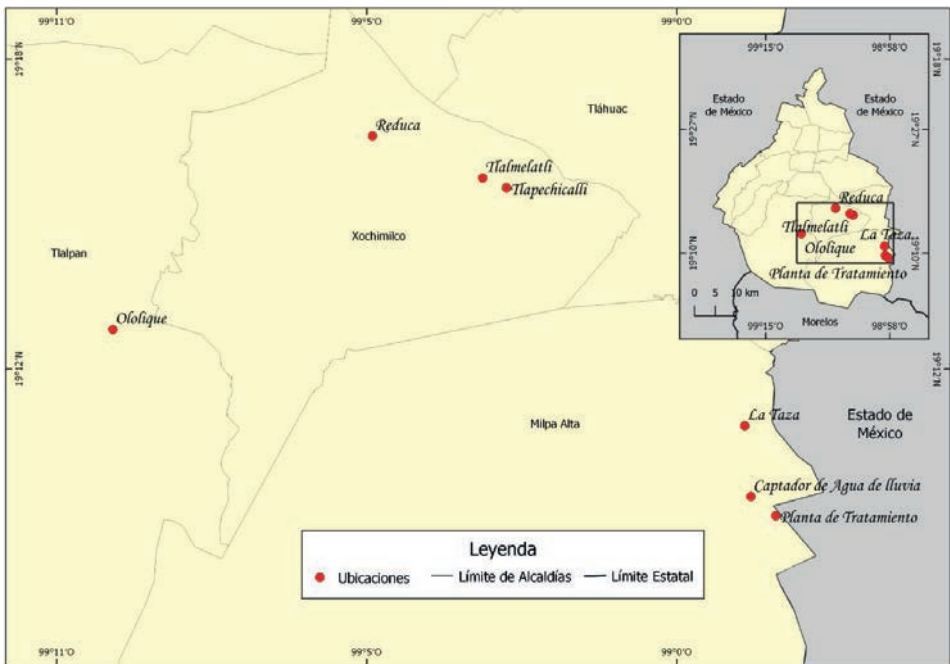 99°11'O
99°5'O
99°0'O
19°18'N
19°18'N
Tláhuac
Reduca
Tlalmelatli
Tlapechicalli
Xochimilco
Tlalpan
Ololique
19°12'N
19°12'N
Milpa Alta
La Taza
Estado de
México
Captador de Agua de lluvia
Planta de Tratamiento
99°15'O
98°58'O
Estado
de México
Estado
de México
19°27'N
19°27'N
Reduca
Tlalmelatli
La Taza
Ololique
19°10'N
19°10'N
Planta de Tratamiento
0 5 10 km
Morelos
99°15'O
98°58'O
Leyenda
Ubicaciones
Límite de Alcaldías
Límite Estatal
99°11'O
99°5'O
99°0'O